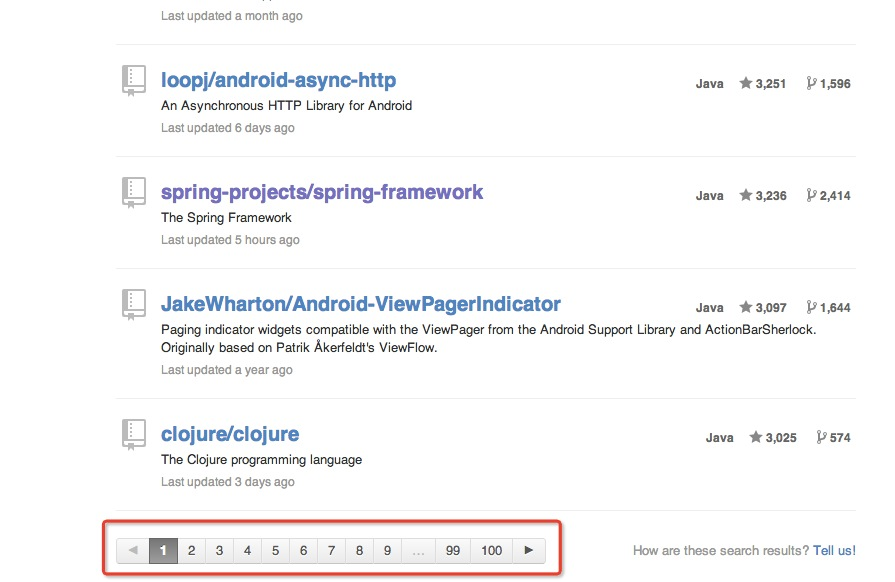 Last updated a month ago
loopj/android-async-http
Java 3,251 1,596
An Asynchronous HTTP Library for Android
Last updated 6 days ago
spring-projects/spring-framework
Java 3,236 2,414
The Spring Framework
Last updated 5 hours ago
JakeWharton/Android-ViewPagerIndicator
Java 3,097 1,644
Paging indicator widgets compatible with the ViewPager from the Android Support Library and ActionBarSherlock.
Originally based on Patrik Åkerfeldt's ViewFlow.
Last updated a year ago
clojure/clojure
Java 3,025 574
The Clojure programming language
Last updated 3 days ago
◀ 1 2 3 4 5 6 7 8 9 … 99 100 ▶
How are these search results? Tell us!